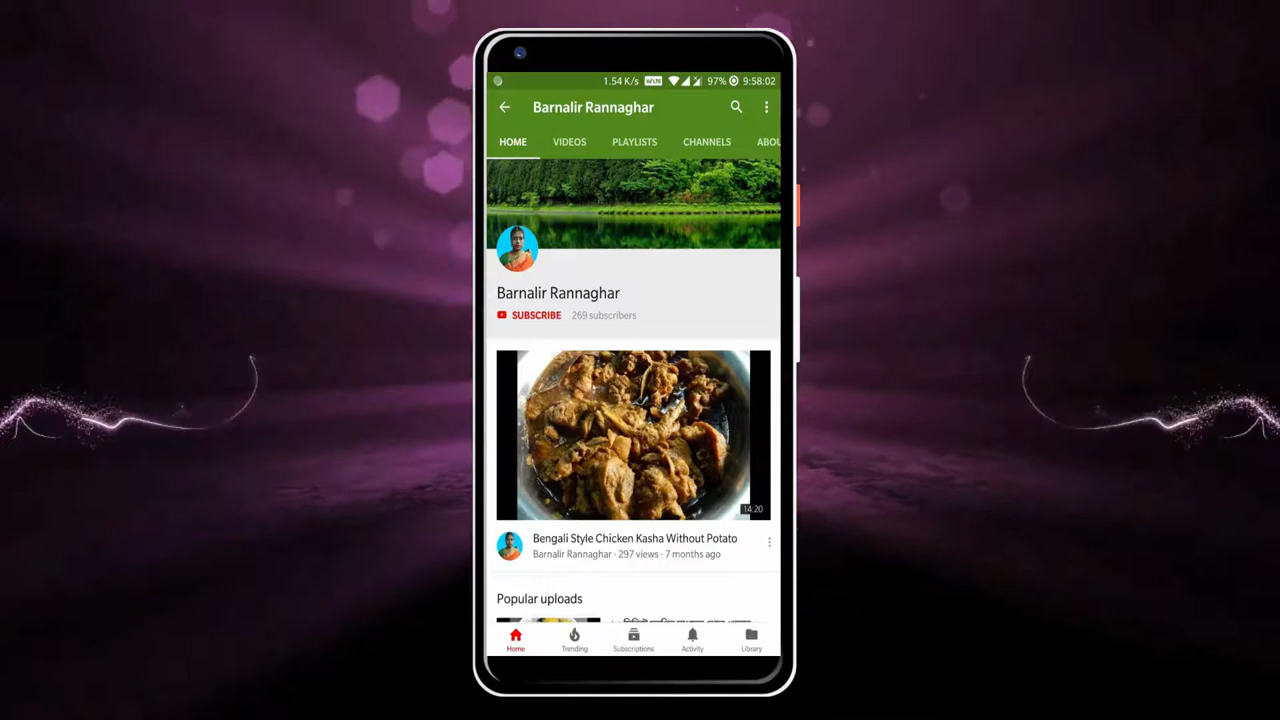 1.54 K/s VoLTE 97% 9:58:02
Barnalir Rannaghar
HOME VIDEOS PLAYLISTS CHANNELS ABOU
Barnalir Rannaghar
SUBSCRIBE 269 subscribers
14:20
Bengali Style Chicken Kasha Without Potato
Barnalir Rannaghar · 297 views · 7 months ago
Popular uploads
Home Trending Subscriptions Activity Library